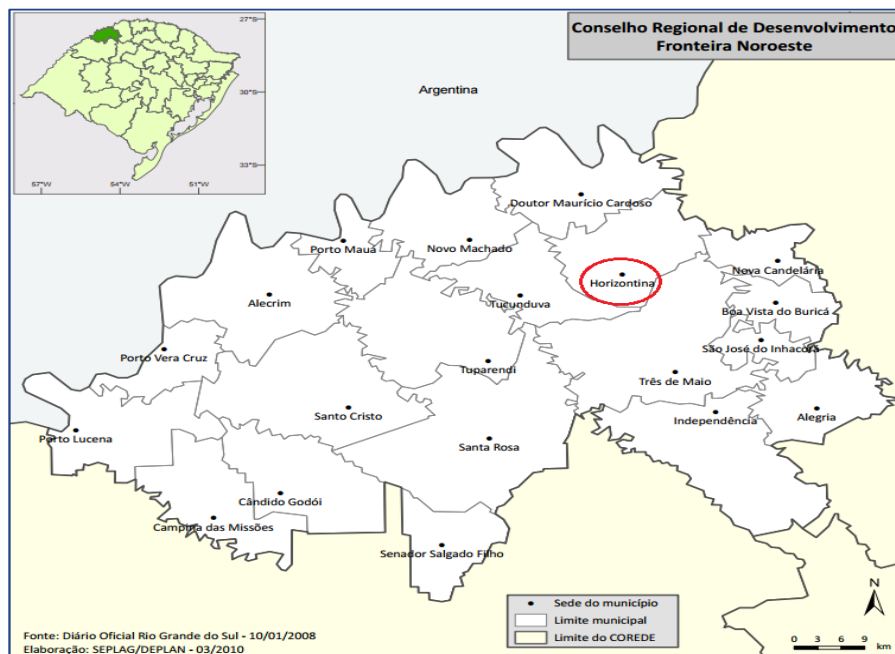 Conselho Regional de Desenvolvimento
Fronteira Noroeste
27°S
30°S
33°S
57°W
54°W
51°W
Argentina
Doutor Maurício Cardoso
Porto Mauá
Novo Machado
Nova Candelária
Horizontina
Alecrim
Tucunduva
Boa Vista do Buricá
São José do Inhacorá
Porto Vera Cruz
Tuparendi
Três de Maio
Santo Cristo
Independência
Alegria
Porto Lucena
Santa Rosa
Cândido Godói
Campina das Missões
Senador Salgado Filho
N
Sede do município
Limite municipal
Limite do COREDE
Fonte: Diário Oficial Rio Grande do Sul - 10/01/2008
Elaboração: SEPLAG/DEPLAN - 03/2010
0 3 6 9
km